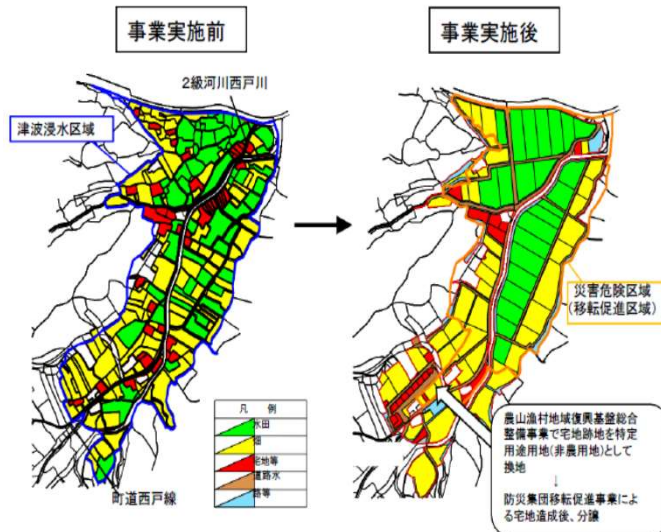 事業実施前
事業実施後
2級河川西戸川
津波浸水区域
災害危険区域
(移転促進区域)
凡 例
水田
畑
宅地等
道路水
路等
町道西戸線
農山漁村地域復興基盤総合
整備事業で宅地跡地を特定
用途用地(非農用地)として
換地
↓
防災集団移転促進事業によ
る宅地造成後、分譲